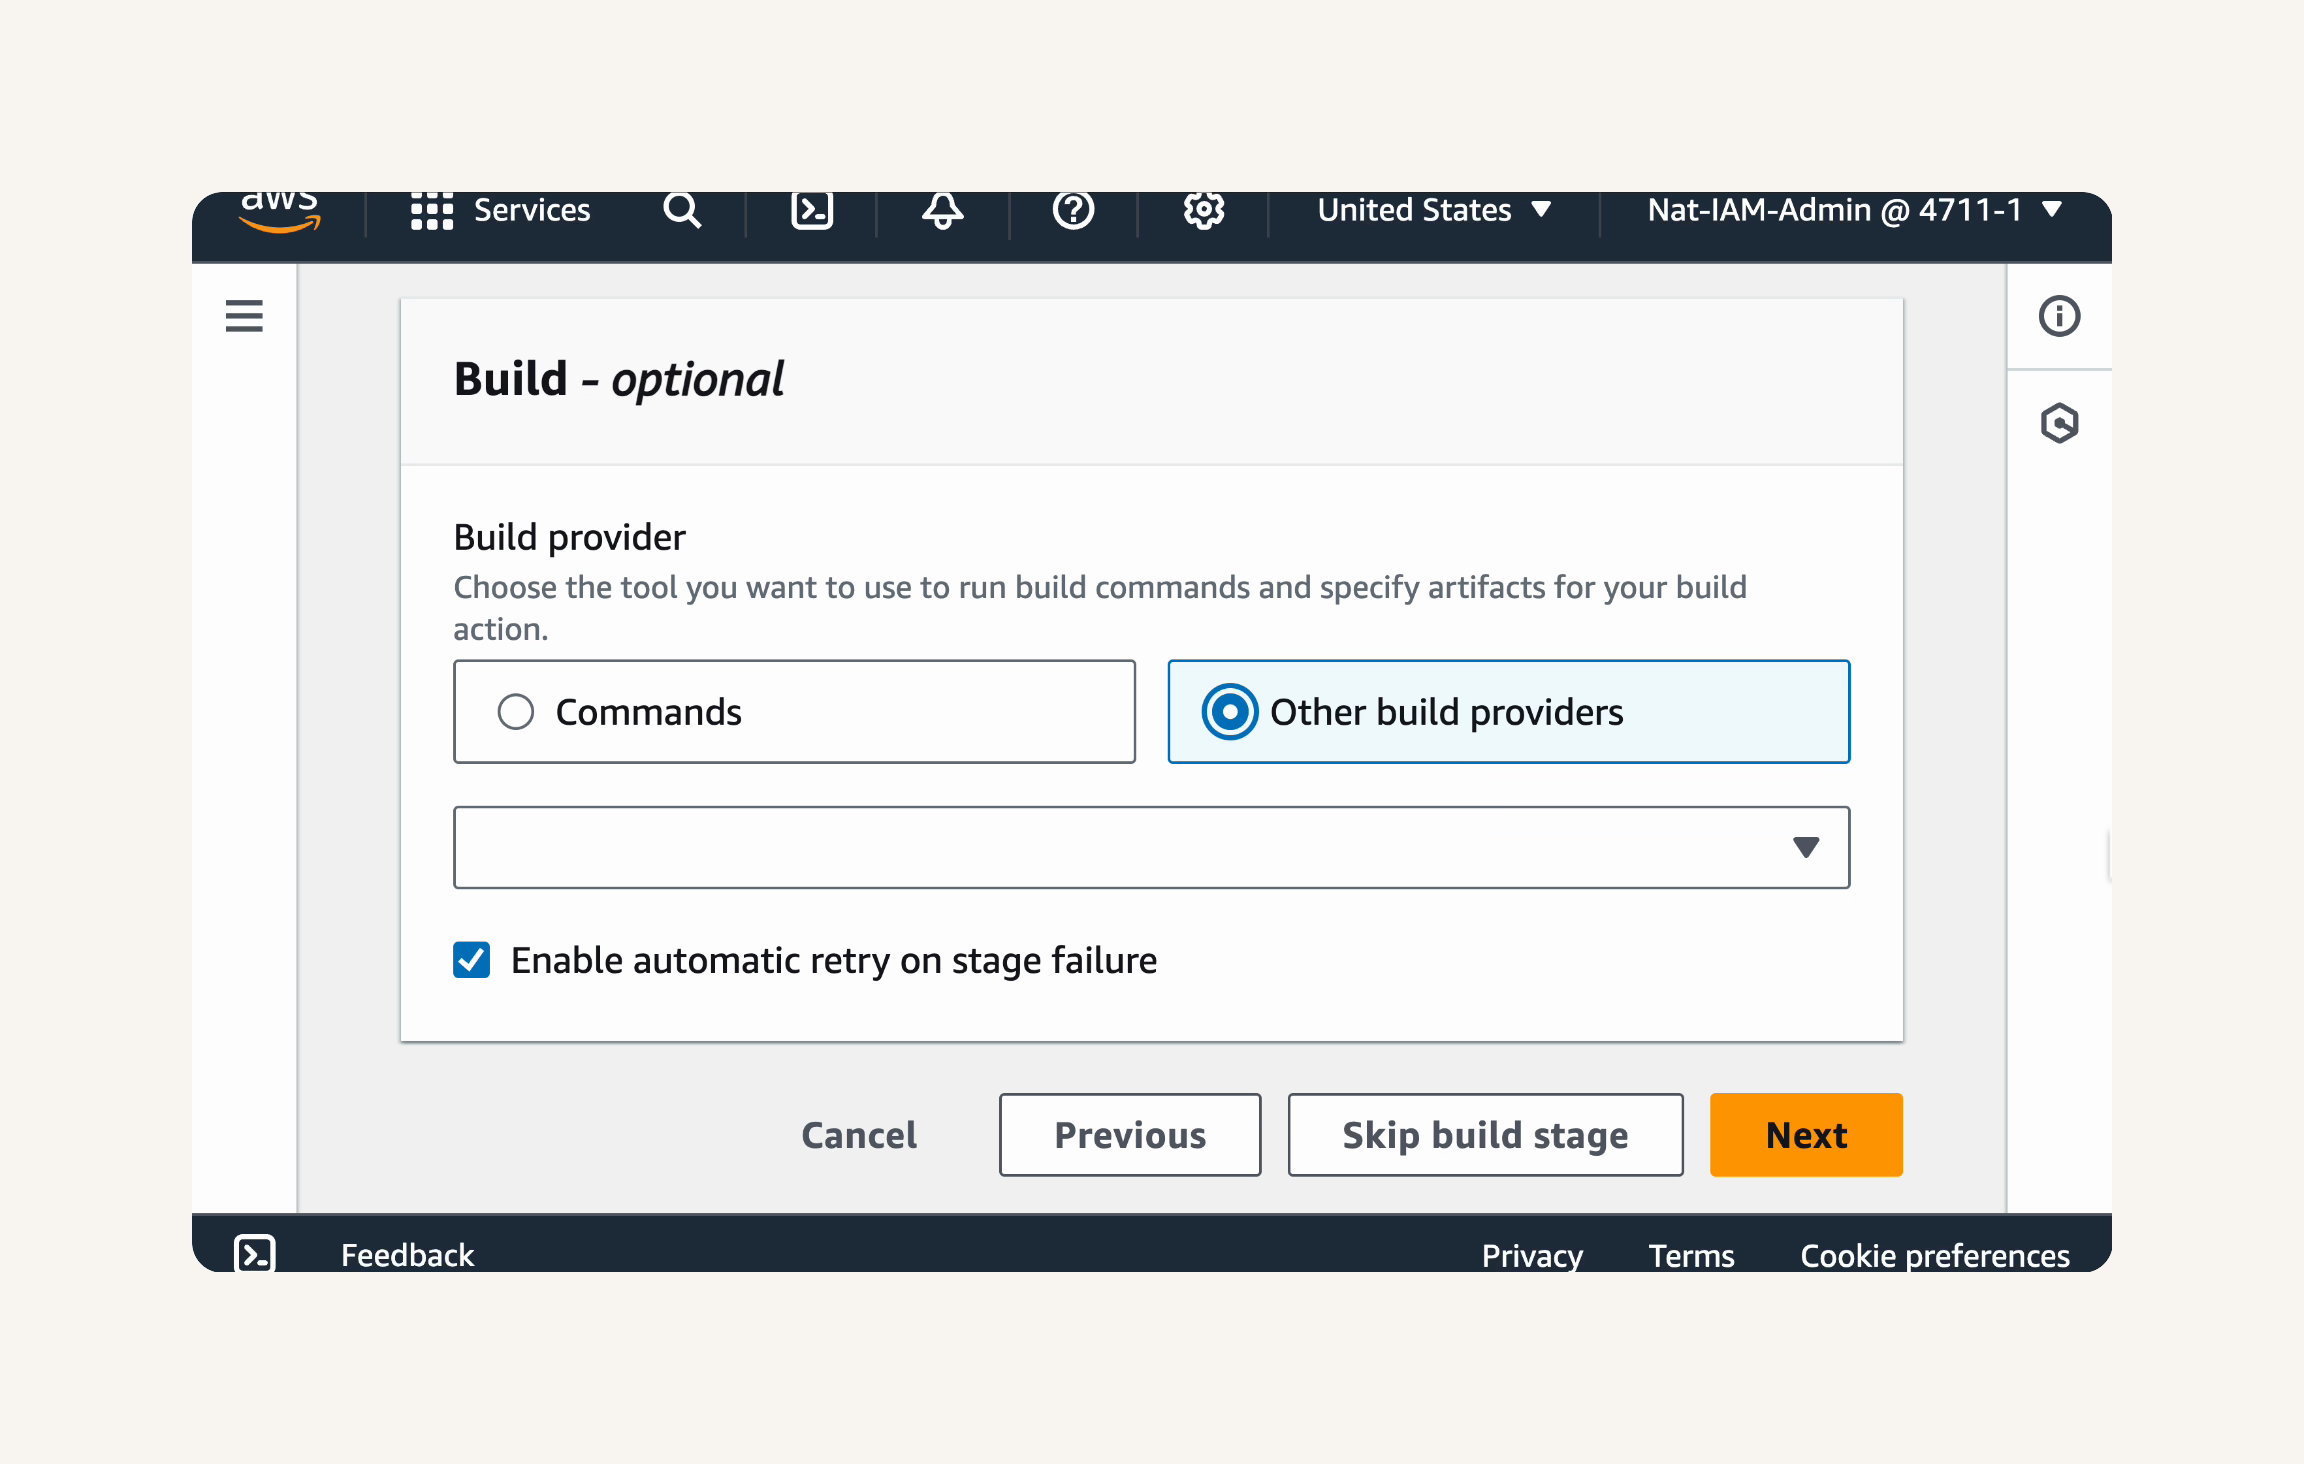 aws Services United States Nat-IAM-Admin @ 4711-1
Build - optional
Build provider
Choose the tool you want to use to run build commands and specify artifacts for your build
action.
Commands Other build providers
Enable automatic retry on stage failure
Cancel Previous Skip build stage Next
Feedback Privacy Terms Cookie preferences